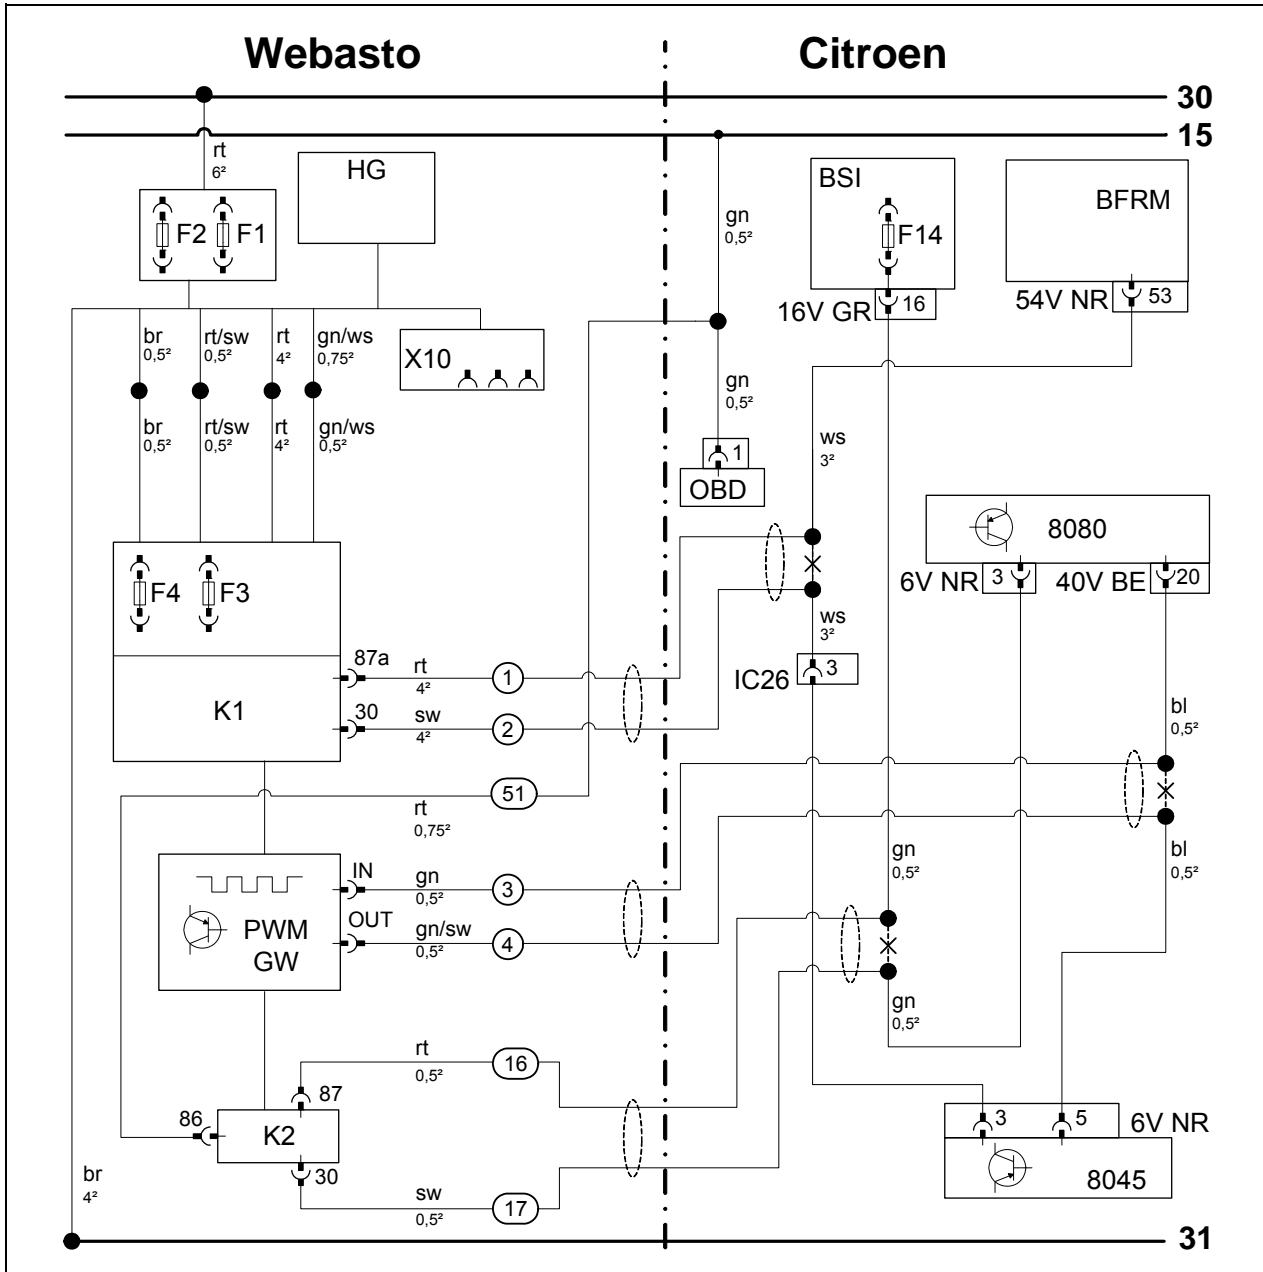 Webasto Citroen
30
15
rt
6²
HG
BSI
BFRM
F2 F1
F14
gn
0,5²
16V GR 16
54V NR 53
br
0,5²
rt/sw
0,5²
rt
4²
gn/ws
0,75²
X10
br
0,5²
rt/sw
0,5²
rt
4²
gn/ws
0,5²
gn
0,5²
1
OBD
ws
3²
8080
6V NR 3
40V BE 20
F4 F3
ws
3²
IC26 3
87a
rt
4²
1
K1
30
sw
4²
2
bl
0,5²
51
rt
0,75²
bl
0,5²
gn
0,5²
IN
gn
0,5²
3
PWM
GW
OUT
gn/sw
0,5²
4
gn
0,5²
rt
0,5²
16
87
86
K2
30
3 5 6V NR
8045
br
4²
sw
0,5²
17
31